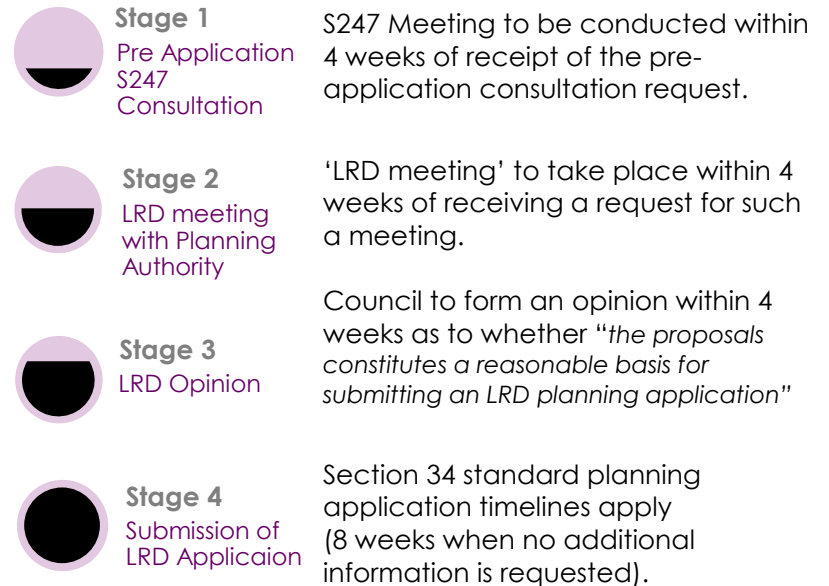 Stage 1
Pre Application
S247
Consultation
S247 Meeting to be conducted within
4 weeks of receipt of the pre-
application consultation request.
Stage 2
LRD meeting
with Planning
Authority
‘LRD meeting’ to take place within 4
weeks of receiving a request for such
a meeting.
Stage 3
LRD Opinion
Council to form an opinion within 4
weeks as to whether “the proposals
constitutes a reasonable basis for
submitting an LRD planning application”
Stage 4
Submission of
LRD Applicaion
Section 34 standard planning
application timelines apply
(8 weeks when no additional
information is requested).